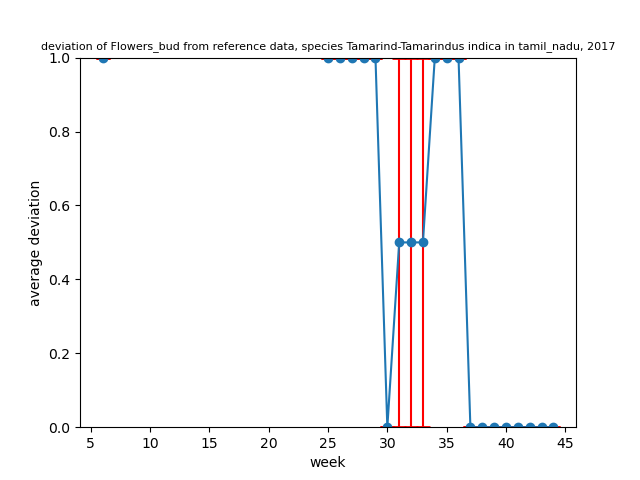 deviation of Flowers_bud from reference data, species Tamarind-Tamarindus indica in tamil_nadu, 2017
1.0
0.8
0.6
0.4
0.2
0.0
average deviation
5 10 15 20 25 30 35 40 45
week